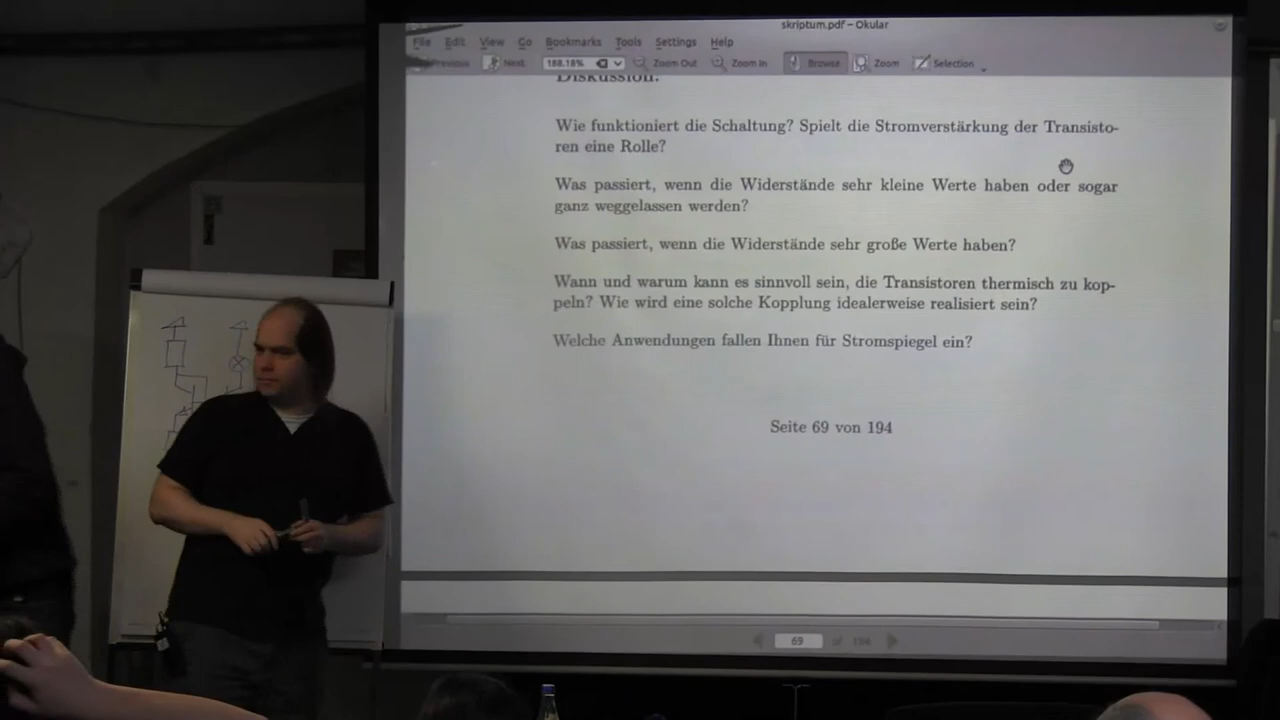 skriptum.pdf – Okular
File Edit View Go Bookmarks Tools Settings Help
Previous Next 188.18% Zoom Out Zoom In Browse Zoom Selection
Diskussion:
Wie funktioniert die Schaltung? Spielt die Stromverstärkung der Transisto-
ren eine Rolle?
Was passiert, wenn die Widerstände sehr kleine Werte haben oder sogar
ganz weggelassen werden?
Was passiert, wenn die Widerstände sehr große Werte haben?
Wann und warum kann es sinnvoll sein, die Transistoren thermisch zu kop-
peln? Wie wird eine solche Kopplung idealerweise realisiert sein?
Welche Anwendungen fallen Ihnen für Stromspiegel ein?
Seite 69 von 194
69 of 194